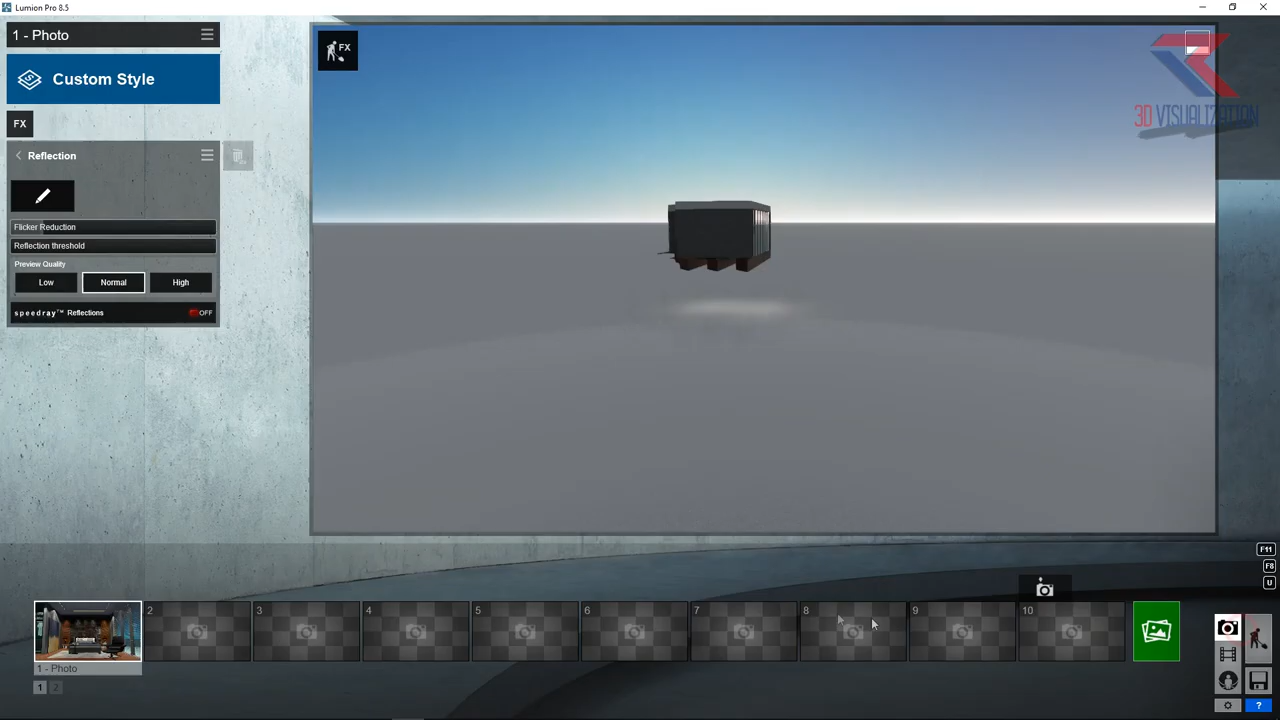 Lumion Pro 8.5
1 - Photo
Custom Style
FX
FX
3D VISUALIZATION
Reflection
Flicker Reduction
Reflection threshold
Preview Quality
Low Normal High
speedray™ Reflections OFF
F11
F8
U
2 3 4 5 6 7 8 9 10
1 - Photo
1 2
?